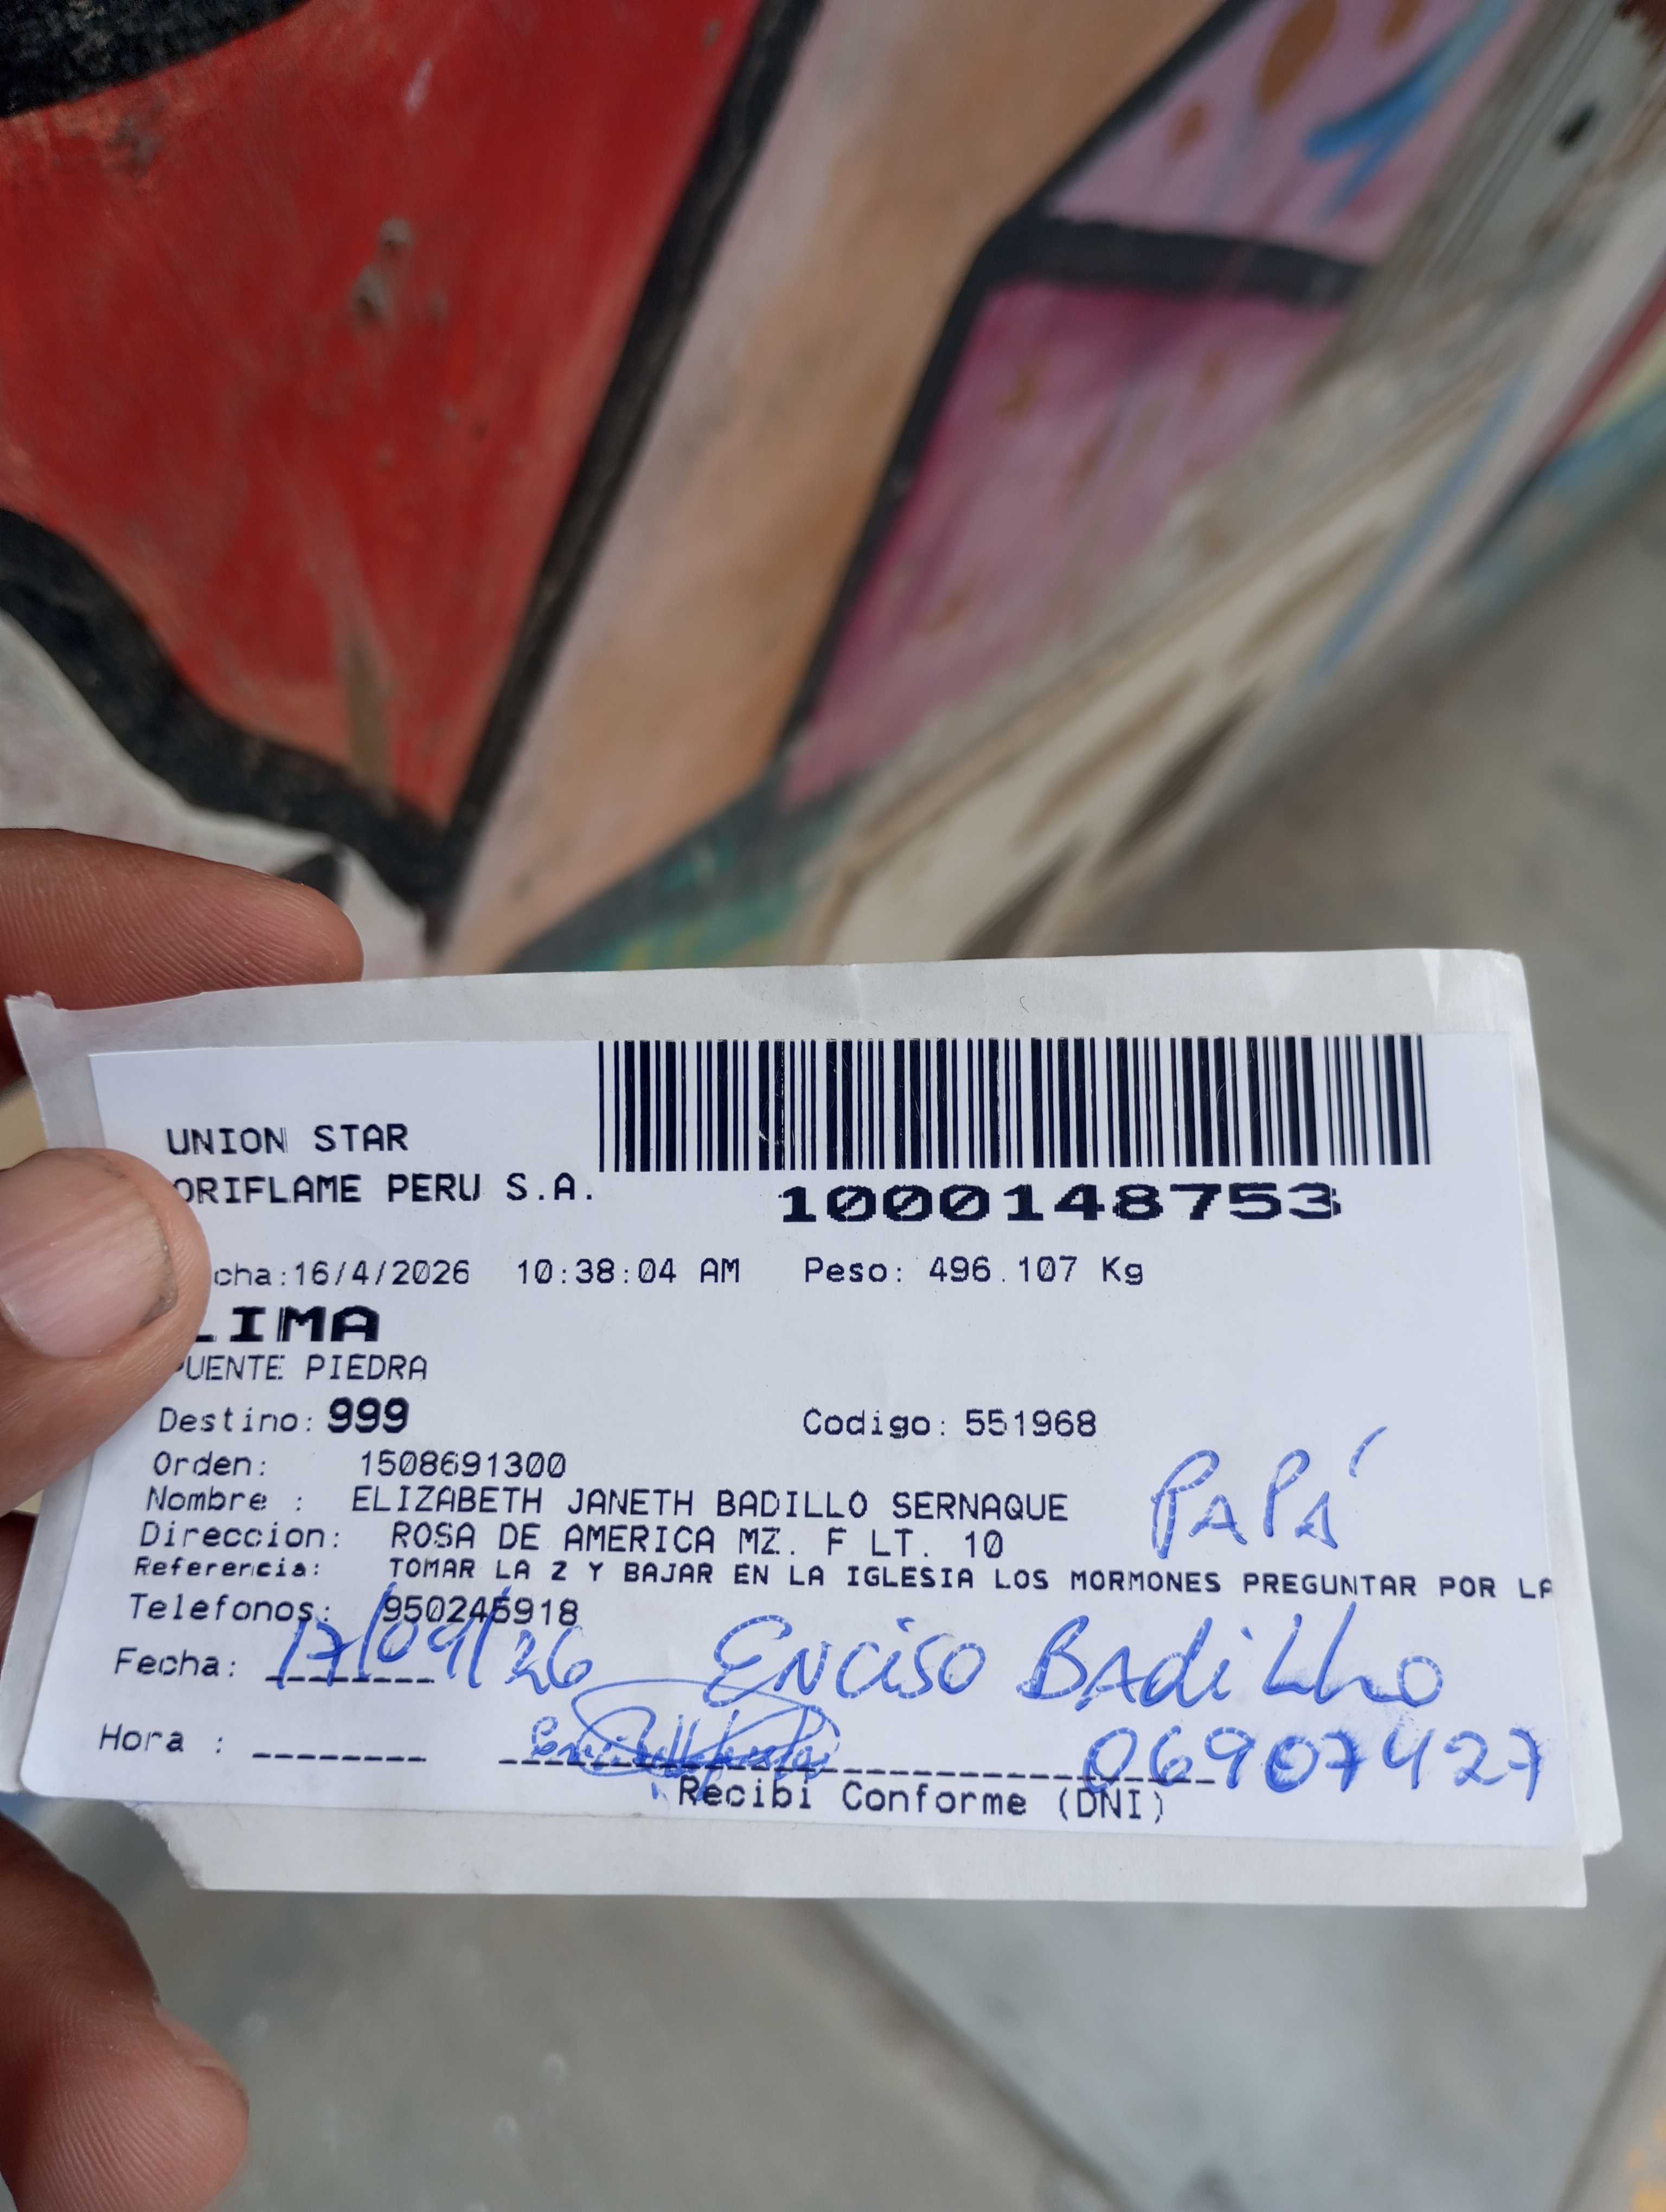 UNION STAR
ORIFLAME PERU S.A.
1000148753
cha:16/4/2026 10:38:04 AM Peso: 496.107 Kg
LIMA
PUENTE PIEDRA
Destino: 999 Codigo: 551968
Orden: 1508691300
Nombre : ELIZABETH JANETH BADILLO SERNAQUE
PAPÁ
Direccion: ROSA DE AMERICA MZ. F LT. 10
Referencia: TOMAR LA Z Y BAJAR EN LA IGLESIA LOS MORMONES PREGUNTAR POR LA
Telefonos: 950245918
Fecha: 17/04/26 ENCISO BADILLO
Hora : 06907427
Recibi Conforme (DNI)